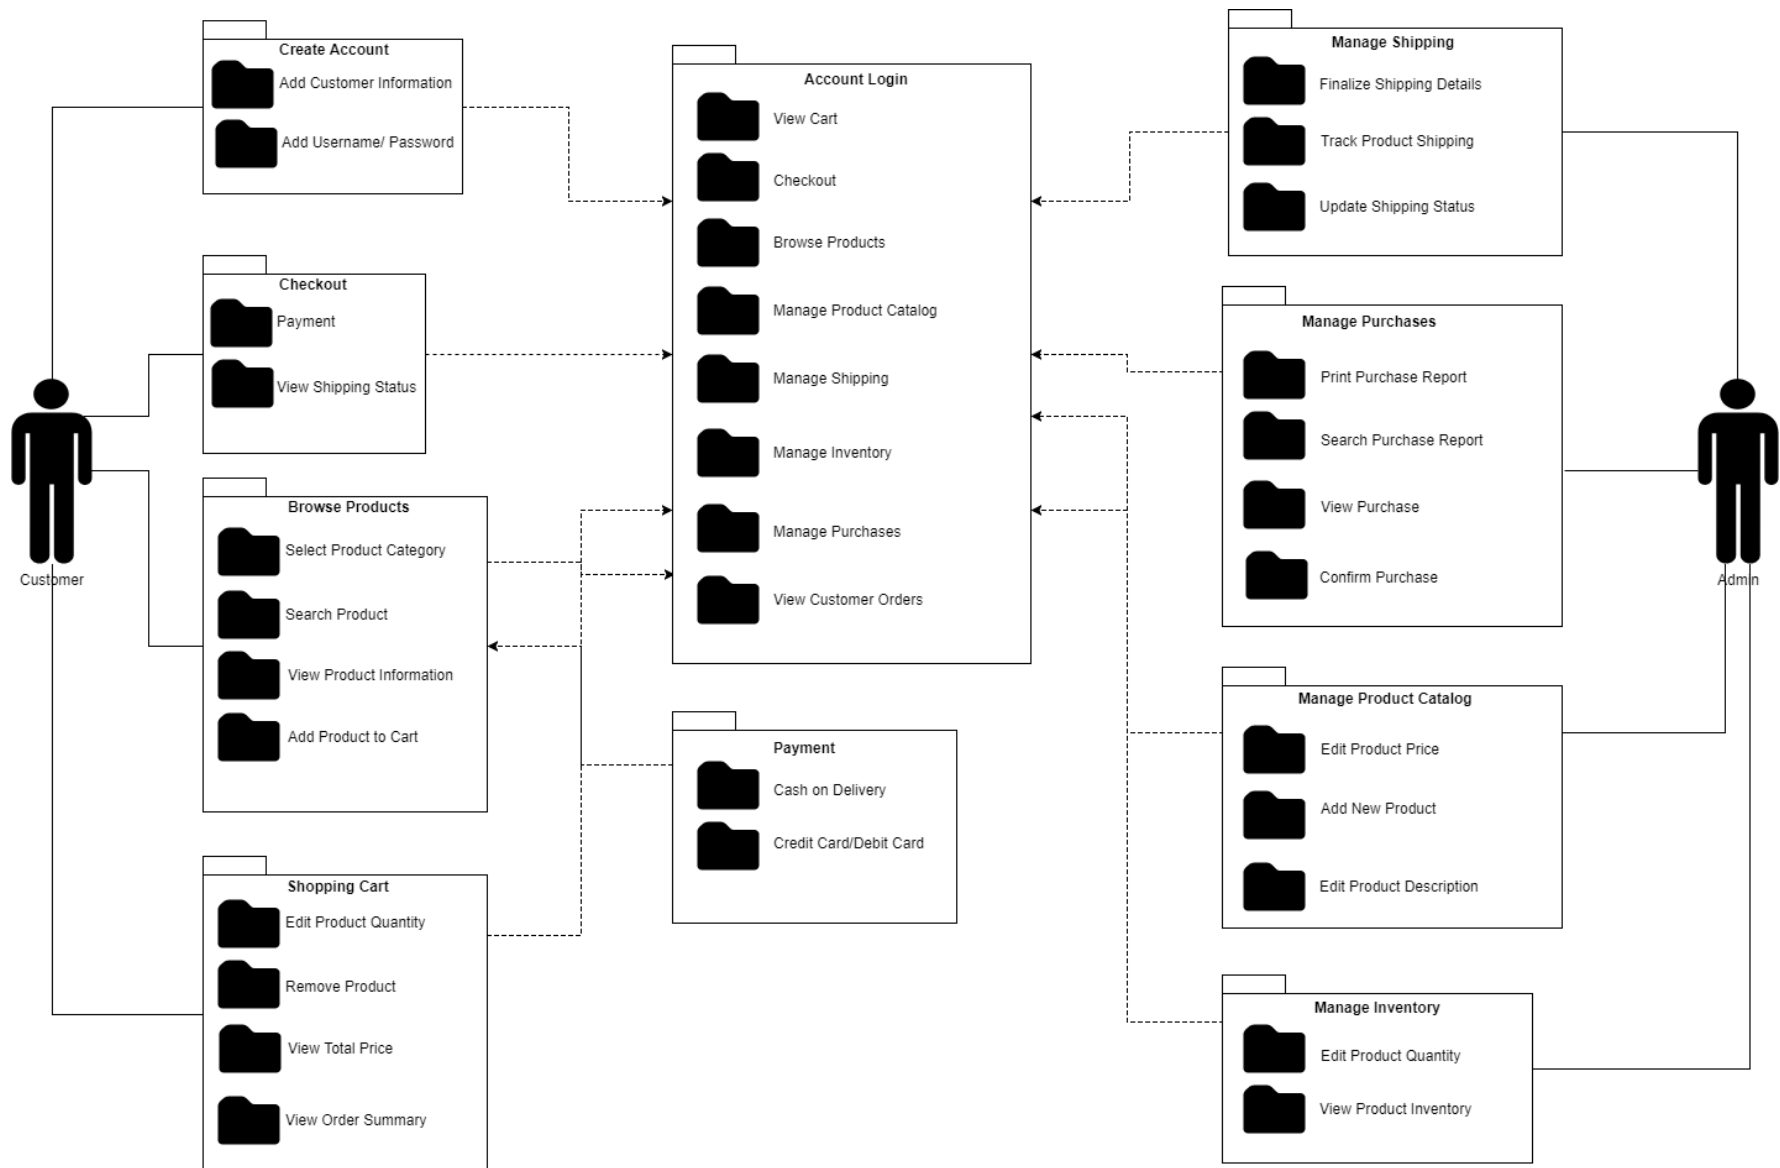 Create Account
Add Customer Information
Add Username/ Password
Checkout
Payment
View Shipping Status
Customer
Browse Products
Select Product Category
Search Product
View Product Information
Add Product to Cart
Shopping Cart
Edit Product Quantity
Remove Product
View Total Price
View Order Summary
Account Login
View Cart
Checkout
Browse Products
Manage Product Catalog
Manage Shipping
Manage Inventory
Manage Purchases
View Customer Orders
Payment
Cash on Delivery
Credit Card/Debit Card
Manage Shipping
Finalize Shipping Details
Track Product Shipping
Update Shipping Status
Manage Purchases
Print Purchase Report
Search Purchase Report
View Purchase
Confirm Purchase
Admin
Manage Product Catalog
Edit Product Price
Add New Product
Edit Product Description
Manage Inventory
Edit Product Quantity
View Product Inventory